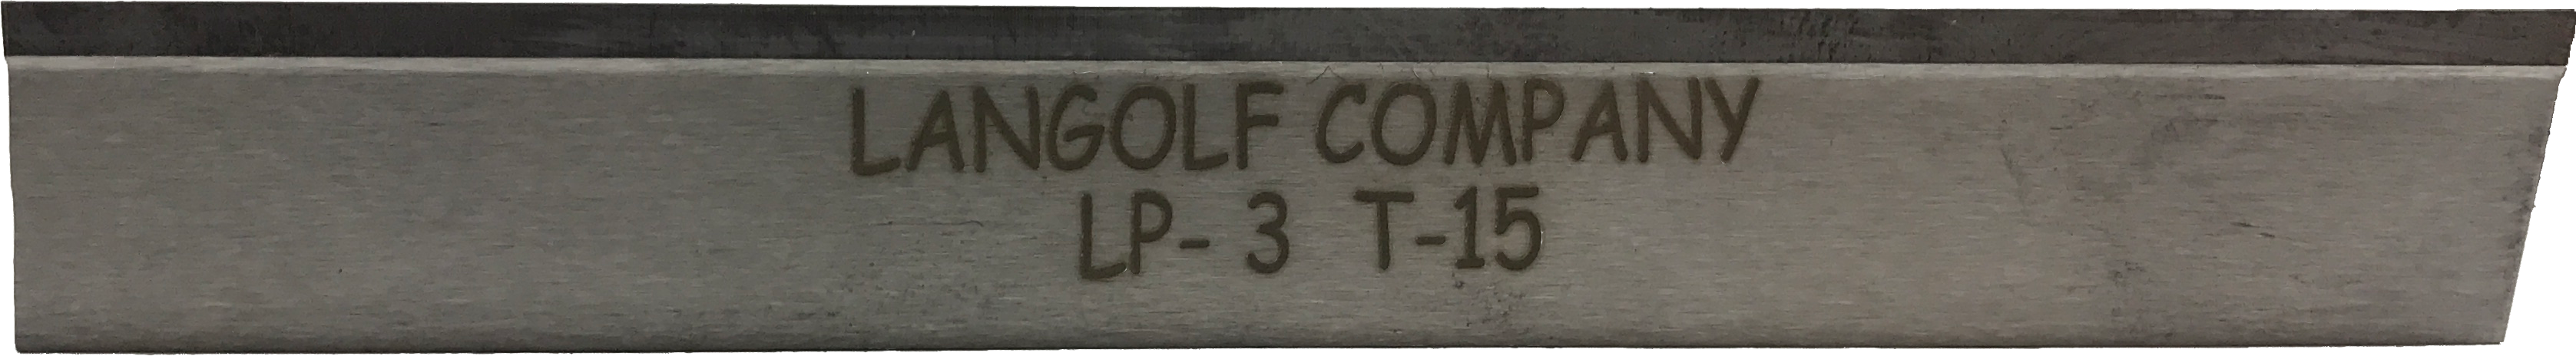 LANGOLF COMPANY
LP- 3 T-15